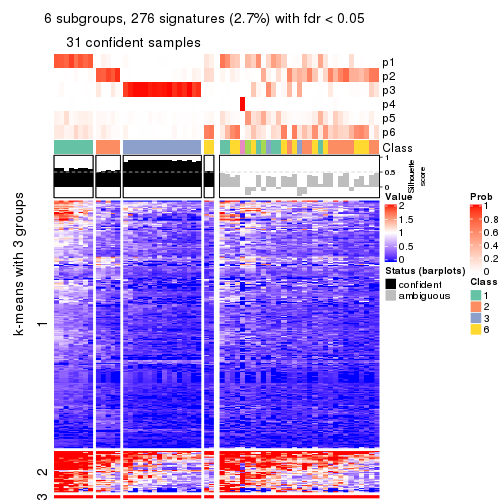 6 subgroups, 276 signatures (2.7%) with fdr < 0.05
31 confident samples
p1
p2
p3
p4
p5
p6
Class
1
0.5
0
Silhouette
score
k-means with 3 groups
1
2
3
Value
2
1.5
1
0.5
0
Status (barplots)
confident
ambiguous
Prob
1
0.8
0.6
0.4
0.2
0
Class
1
2
3
6